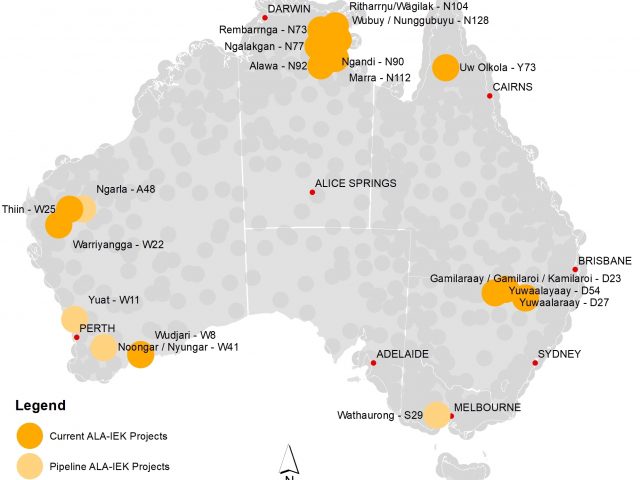 DARWIN
Ritharrŋu/Wägilak - N104
Wubuy / Nunggubuyu - N128
Rembarrnga - N73
Ngalakgan - N77
Ngandi - N90
Alawa - N92
Marra - N112
Uw Olkola - Y73
CAIRNS
ALICE SPRINGS
Ngarla - A48
Thiin - W25
Warriyangga - W22
BRISBANE
Gamilaraay / Gamilaroi / Kamilaroi - D23
Yuwaalayaay - D54
Yuwaalaraay - D27
Yuat - W11
PERTH
Wudjari - W8
Noongar / Nyungar - W41
ADELAIDE
SYDNEY
Wathaurong - S29
MELBOURNE
Legend
Current ALA-IEK Projects
Pipeline ALA-IEK Projects
N